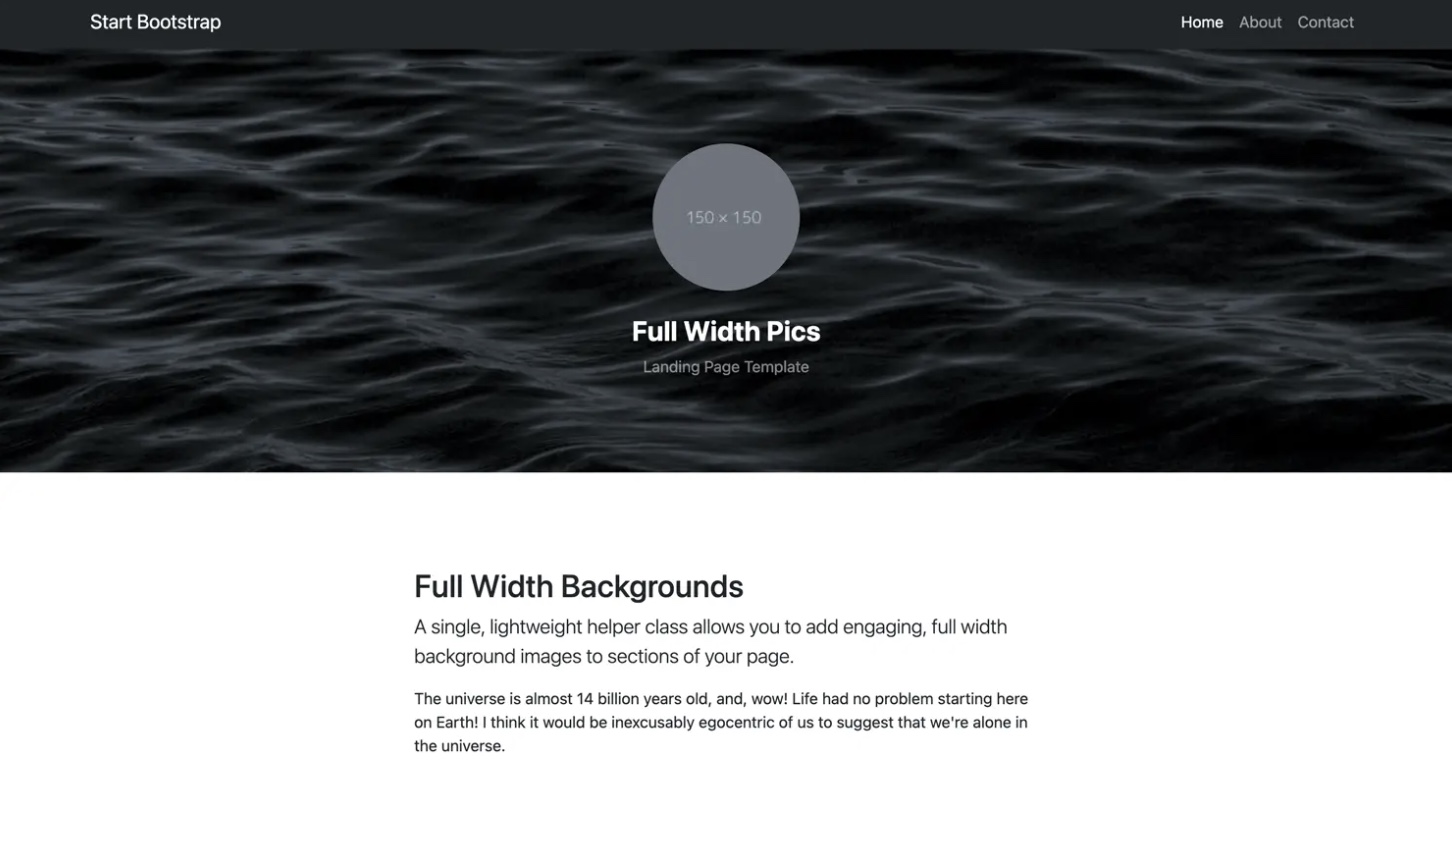 Start Bootstrap
Home About Contact
150 × 150
Full Width Pics
Landing Page Template
Full Width Backgrounds
A single, lightweight helper class allows you to add engaging, full width
background images to sections of your page.
The universe is almost 14 billion years old, and, wow! Life had no problem starting here
on Earth! I think it would be inexcusably egocentric of us to suggest that we're alone in
the universe.